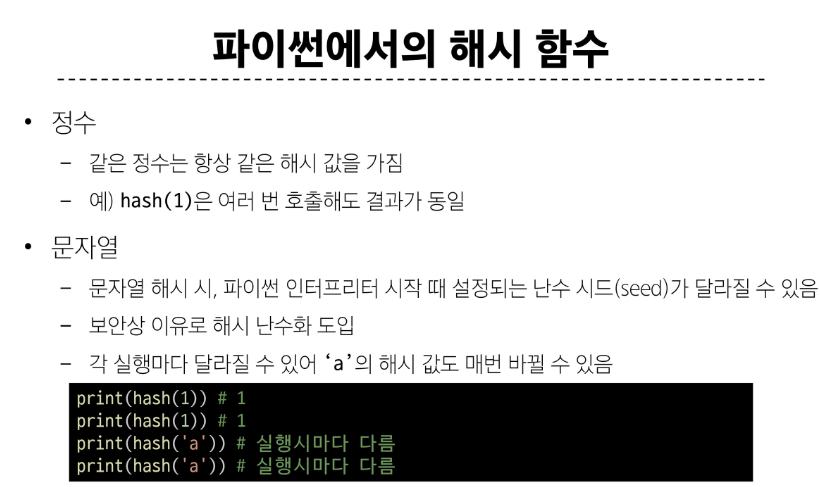 파이썬에서의 해시 함수
• 정수
– 같은 정수는 항상 같은 해시 값을 가짐
– 예) hash(1)은 여러 번 호출해도 결과가 동일
• 문자열
– 문자열 해시 시, 파이썬 인터프리터 시작 때 설정되는 난수 시드(seed)가 달라질 수 있음
– 보안상 이유로 해시 난수화 도입
– 각 실행마다 달라질 수 있어 ‘a’의 해시 값도 매번 바뀔 수 있음
print(hash(1)) # 1
print(hash(1)) # 1
print(hash('a')) # 실행시마다 다름
print(hash('a')) # 실행시마다 다름